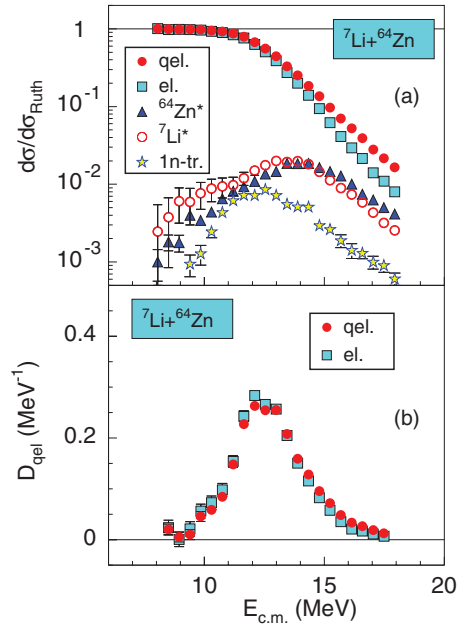 dσ/dσRuth
1
10⁻¹
10⁻²
10⁻³
⁷Li+⁶⁴Zn
(a)
qel.
el.
⁶⁴Zn*
⁷Li*
1n-tr.
Dqel (MeV⁻¹)
0.4
0.2
0
⁷Li+⁶⁴Zn
qel.
el.
(b)
10 15 20
Ec.m. (MeV)